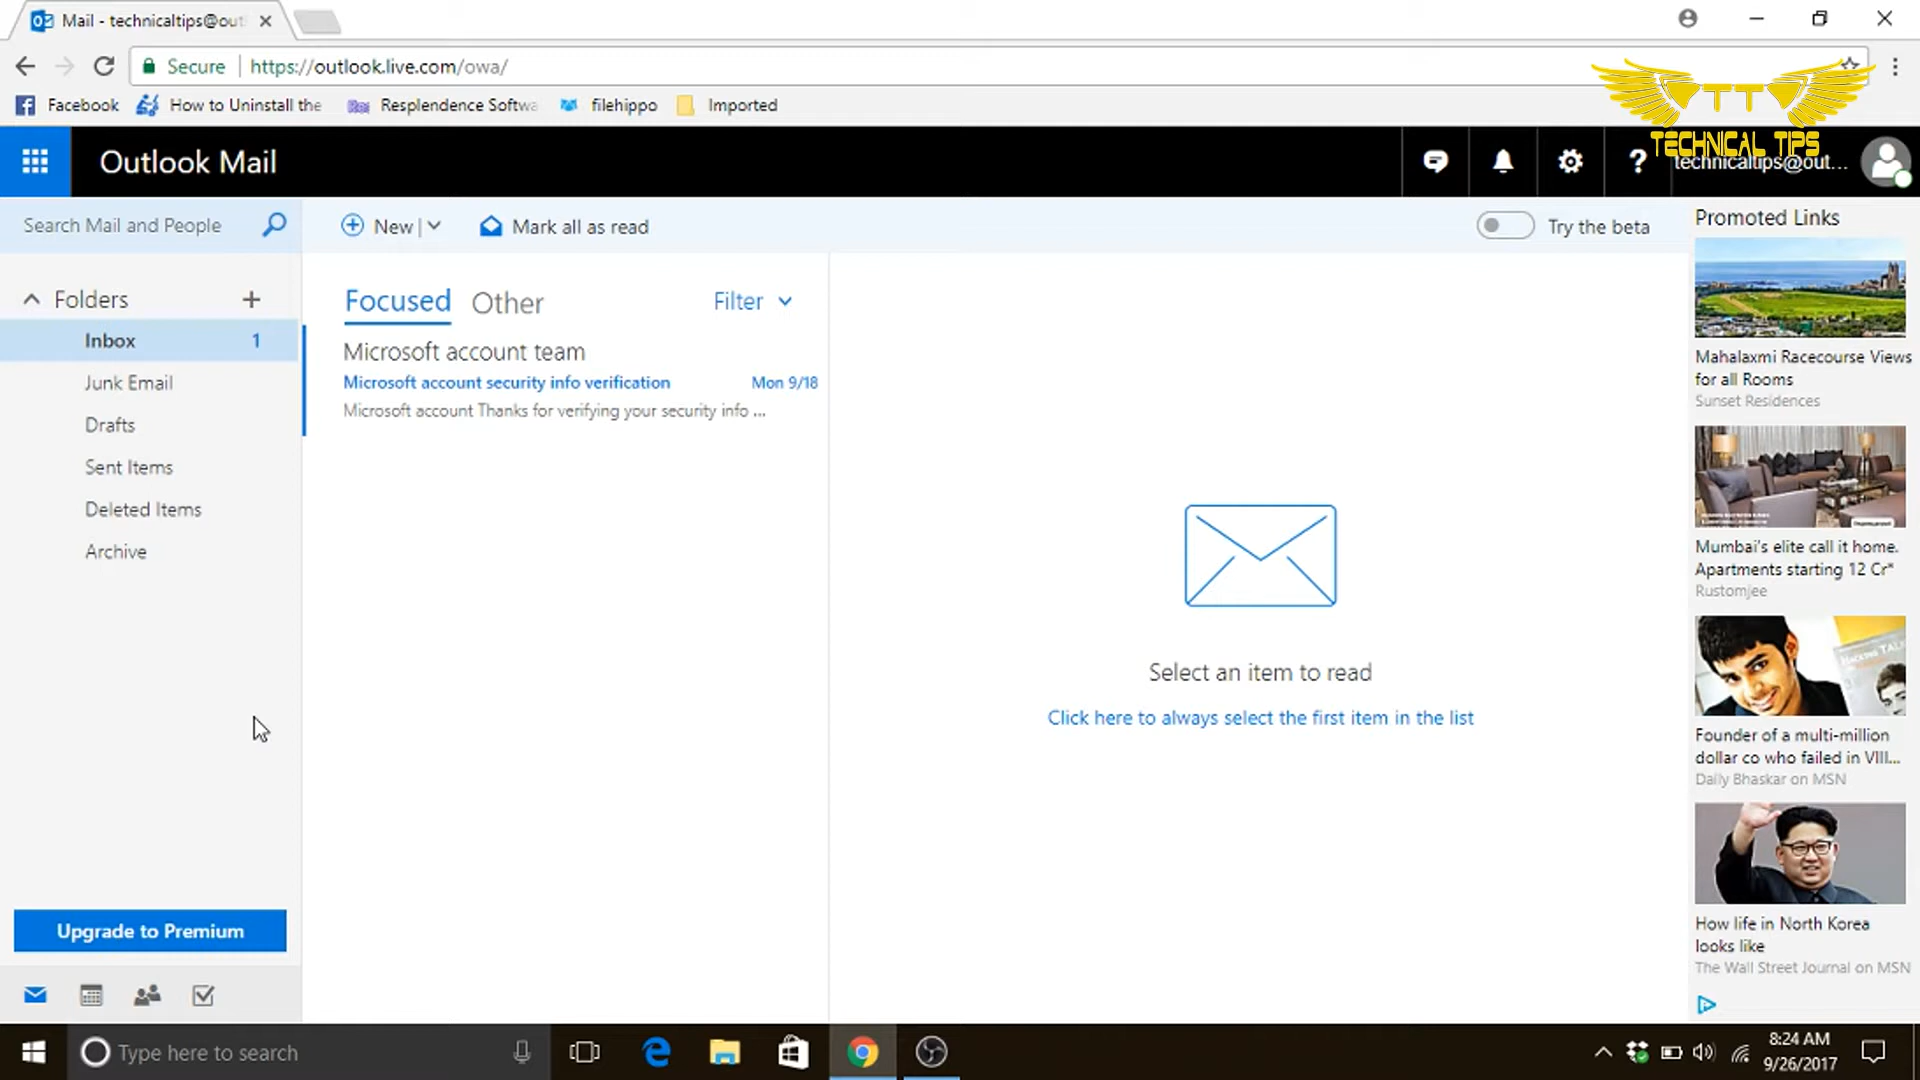 Mail - technicaltips@out
Secure
https://outlook.live.com/owa/
Facebook
How to Uninstall the
Resplendence Softwa
filehippo
Imported
TT
TECHNICAL TIPS
Outlook Mail
?
technicaltips@out...
Search Mail and People
New
Mark all as read
Try the beta
Promoted Links
Folders
Inbox 1
Junk Email
Drafts
Sent Items
Deleted Items
Archive
Focused
Other
Filter
Microsoft account team
Microsoft account security info verification
Mon 9/18
Microsoft account Thanks for verifying your security info ...
Select an item to read
Click here to always select the first item in the list
Mahalaxmi Racecourse Views
for all Rooms
Sunset Residences
Mumbai's elite call it home.
Apartments starting 12 Cr*
Rustomjee
HACKING TAL
Founder of a multi-million
dollar co who failed in VIII...
Daily Bhaskar on MSN
How life in North Korea
looks like
The Wall Street Journal on MSN
Upgrade to Premium
Type here to search
8:24 AM
9/26/2017